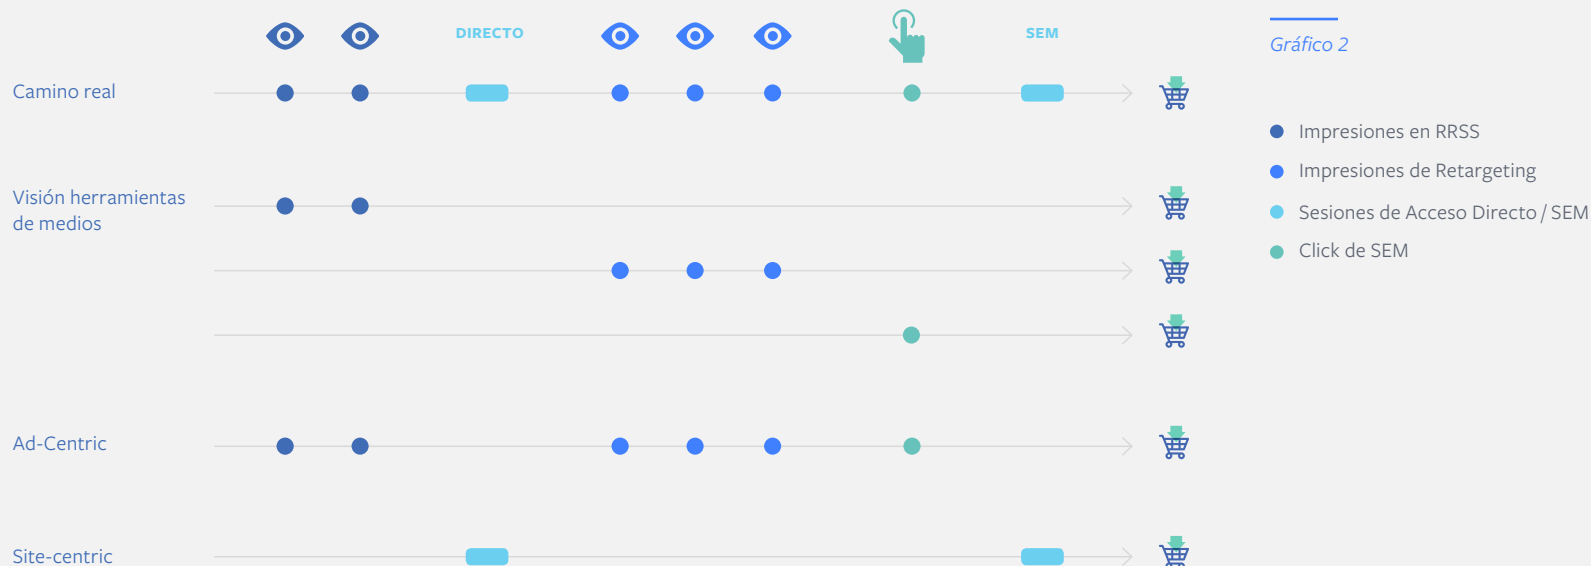 DIRECTO
SEM
Gráfico 2
Camino real
Impresiones en RRSS
Impresiones de Retargeting
Visión herramientas
de medios
Sesiones de Acceso Directo / SEM
Click de SEM
Ad-Centric
Site-centric